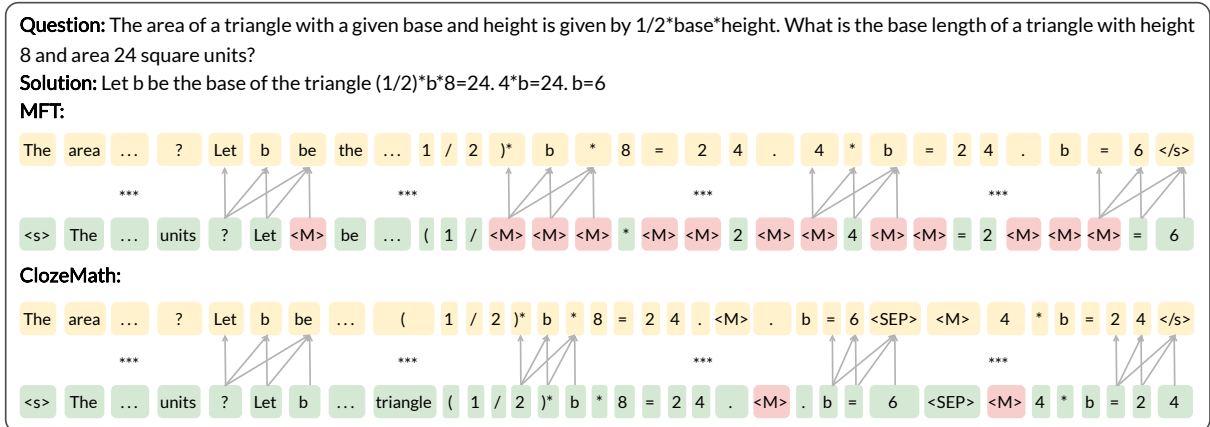 Question: The area of a triangle with a given base and height is given by 1/2*base*height. What is the base length of a triangle with height
8 and area 24 square units?
Solution: Let b be the base of the triangle (1/2)*b*8=24. 4*b=24. b=6
MFT:
The area ... ? Let b be the ... 1 / 2 )* b * 8 = 2 4 . 4 * b = 2 4 . b = 6 </s>
*** *** *** ***
<s> The ... units ? Let <M> be ... ( 1 / <M> <M> <M> * <M> <M> 2 <M> <M> 4 <M> <M> = 2 <M> <M> <M> = 6
ClozeMath:
The area ... ? Let b be ... ( 1 / 2 )* b * 8 = 2 4 . <M> . b = 6 <SEP> <M> 4 * b = 2 4 </s>
*** *** *** ***
<s> The ... units ? Let b ... triangle ( 1 / 2 )* b * 8 = 2 4 . <M> . b = 6 <SEP> <M> 4 * b = 2 4